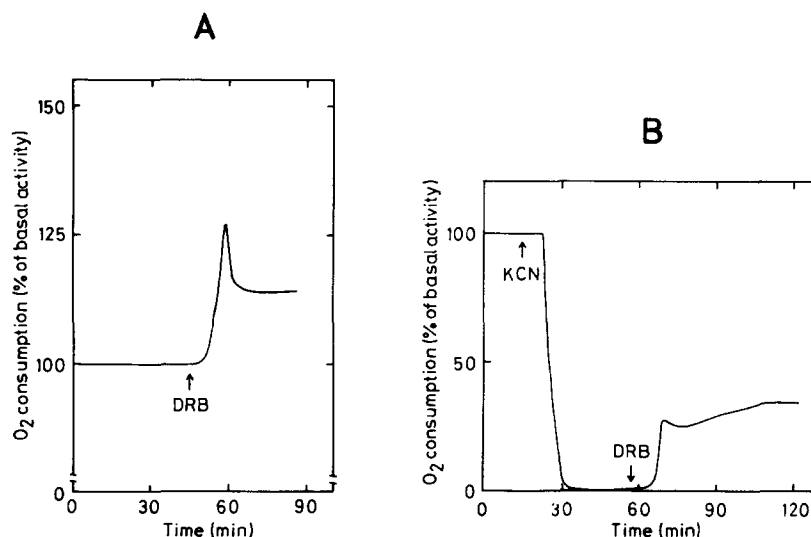 A
O2 consumption (% of basal activity)
150
125
100
0
DRB
0 30 60 90
Time (min)
B
O2 consumption (% of basal activity)
100
50
0
KCN
DRB
0 30 60 90 120
Time (min)